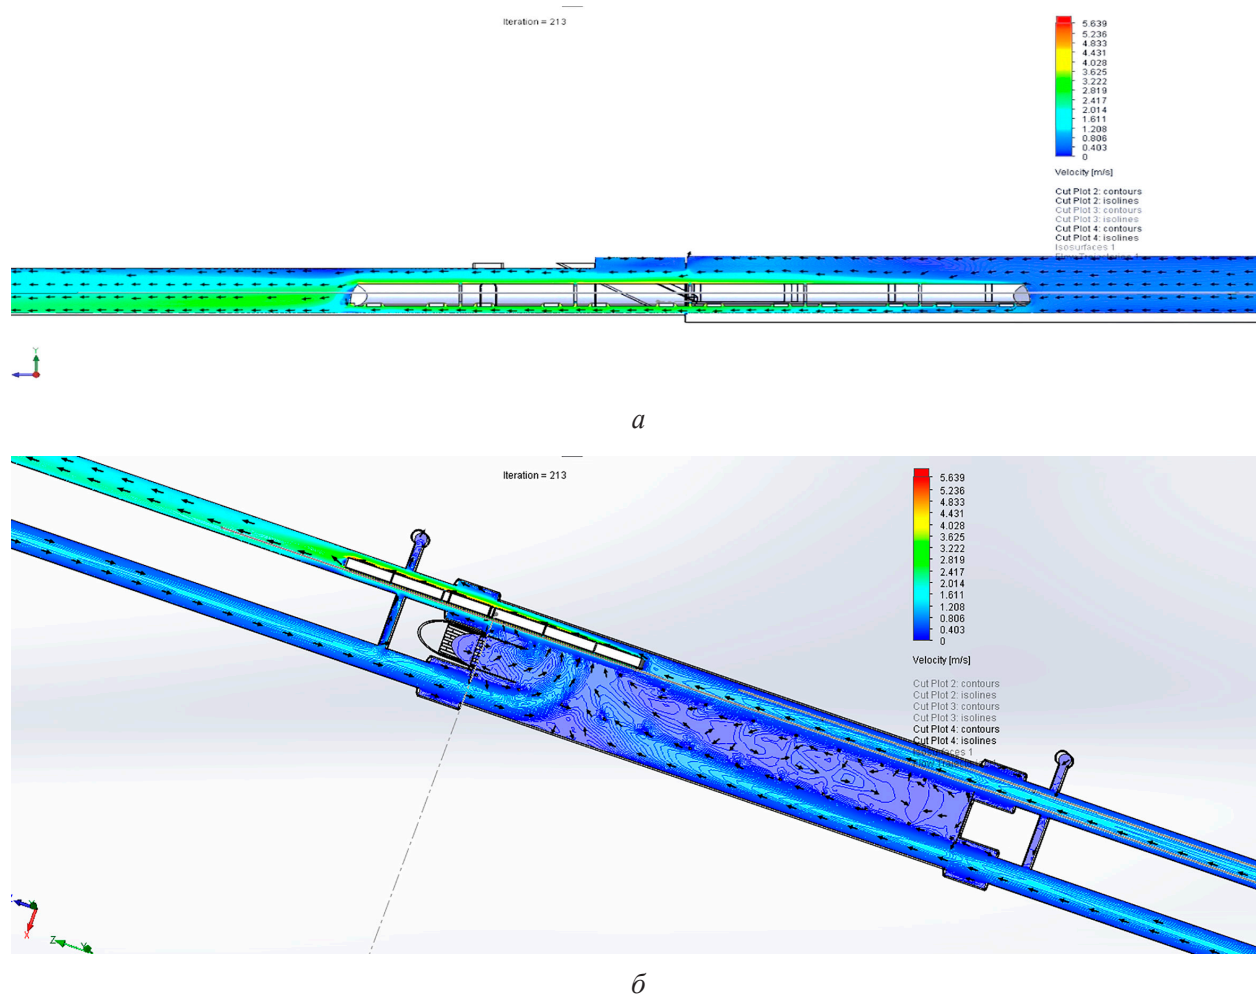 Iteration = 213
5.639
5.236
4.833
4.431
4.028
3.625
3.222
2.819
2.417
2.014
1.611
1.208
0.806
0.403
0
Velocity [m/s]
Cut Plot 2: contours
Cut Plot 2: isolines
Cut Plot 3: contours
Cut Plot 3: isolines
Cut Plot 4: contours
Cut Plot 4: isolines
Isosurfaces 1
Y
а
Iteration = 213
5.639
5.236
4.833
4.431
4.028
3.625
3.222
2.819
2.417
2.014
1.611
1.208
0.806
0.403
0
Velocity [m/s]
Cut Plot 2: contours
Cut Plot 2: isolines
Cut Plot 3: contours
Cut Plot 3: isolines
Cut Plot 4: contours
Cut Plot 4: isolines
X
Z
б